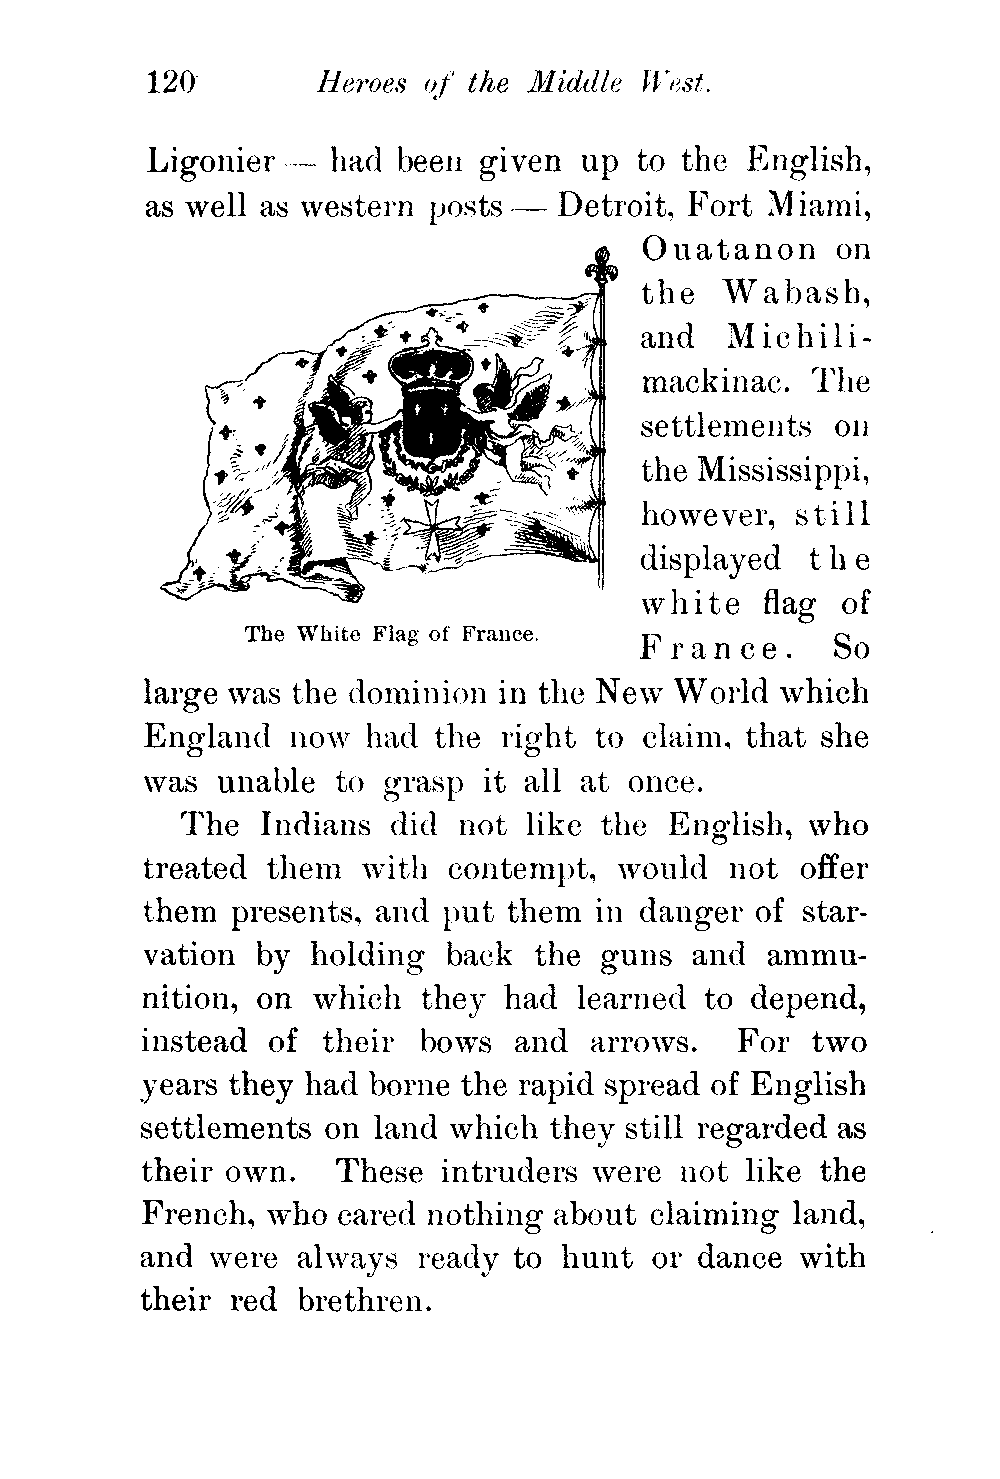 120 Heroes of the Middle West.
Ligonier — had been given up to the English,
as well as western posts — Detroit, Fort Miami,
Ouatanon on
the Wabash,
and Michili-
mackinac. The
settlements on
the Mississippi,
however, still
displayed the
white flag of
France. So
The White Flag of France.
large was the dominion in the New World which
England now had the right to claim, that she
was unable to grasp it all at once.
The Indians did not like the English, who
treated them with contempt, would not offer
them presents, and put them in danger of star-
vation by holding back the guns and ammu-
nition, on which they had learned to depend,
instead of their bows and arrows. For two
years they had borne the rapid spread of English
settlements on land which they still regarded as
their own. These intruders were not like the
French, who cared nothing about claiming land,
and were always ready to hunt or dance with
their red brethren.